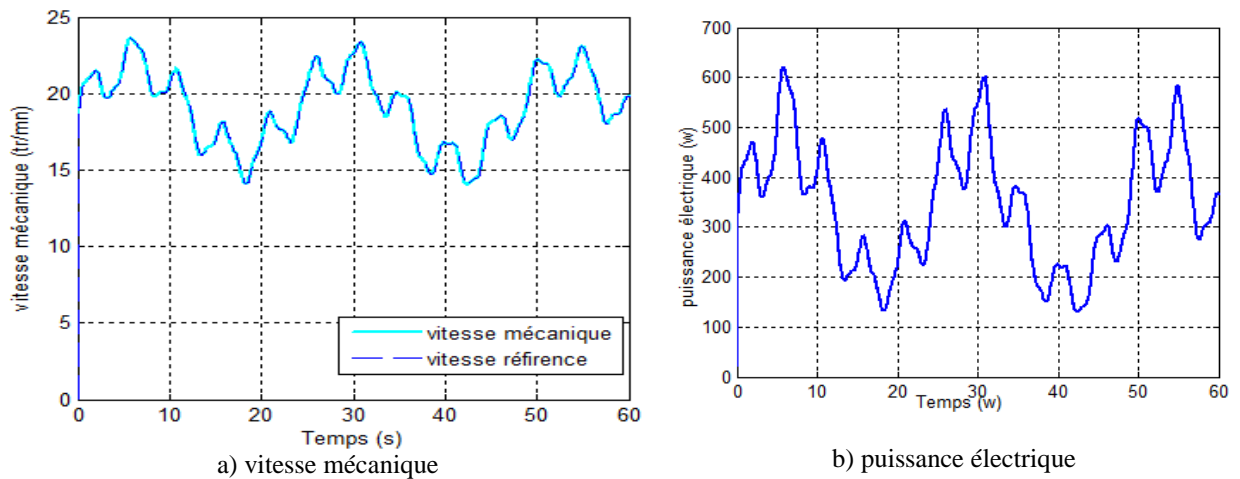 25
20
15
10
5
0
vitesse mécanique (tr/mn)
0 10 20 30 40 50 60
Temps (s)
vitesse mécanique
vitesse réfirence
a) vitesse mécanique
700
600
500
400
300
200
100
0
puissance électrique (w)
0 10 20 30 40 50 60
Temps (w)
b) puissance électrique